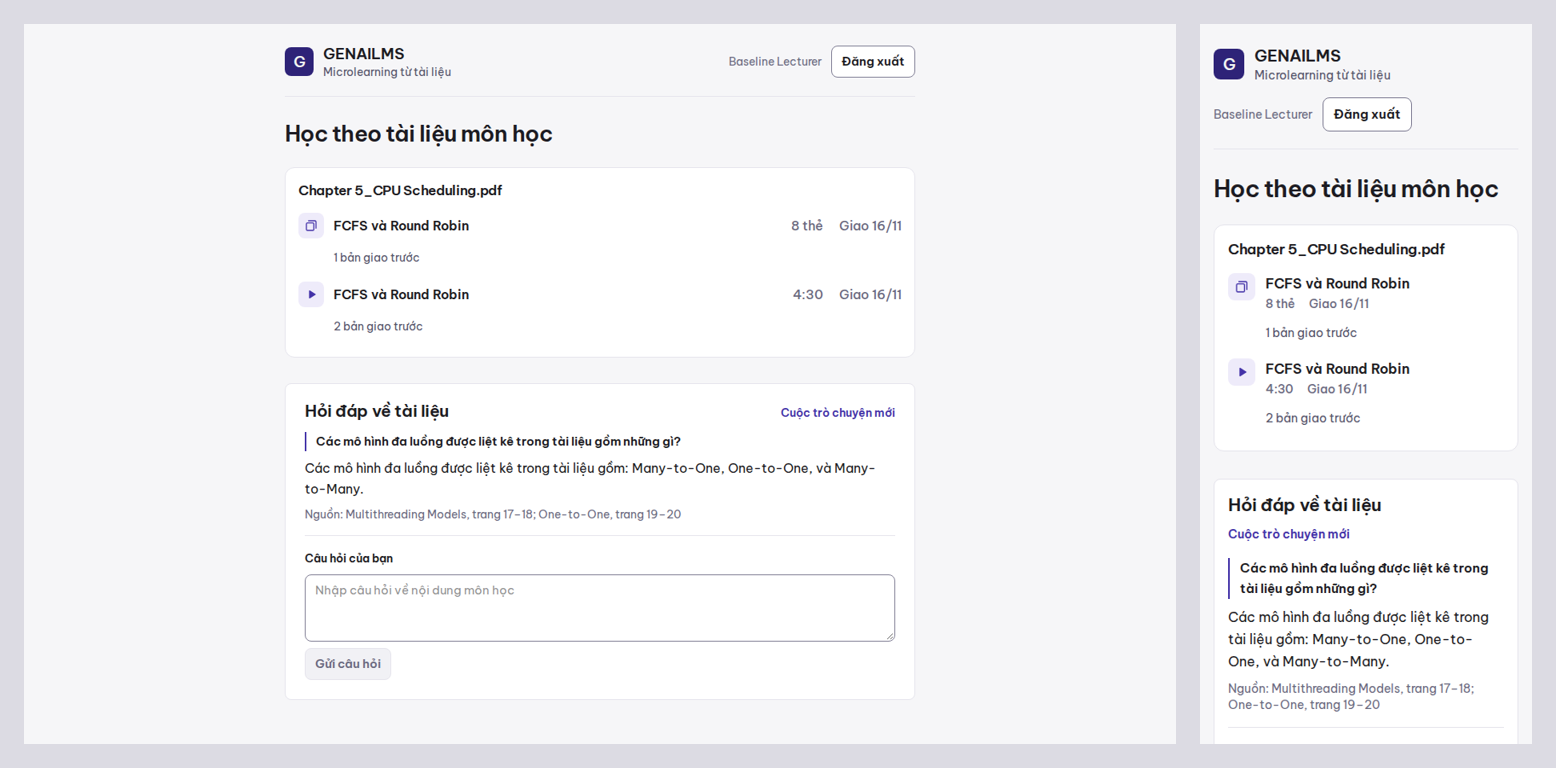 G
GENAILMS
Microlearning từ tài liệu
Baseline Lecturer
Đăng xuất
Học theo tài liệu môn học
Chapter 5_CPU Scheduling.pdf
FCFS và Round Robin
8 thẻ Giao 16/11
1 bản giao trước
FCFS và Round Robin
4:30 Giao 16/11
2 bản giao trước
Hỏi đáp về tài liệu
Cuộc trò chuyện mới
Các mô hình đa luồng được liệt kê trong tài liệu gồm những gì?
Các mô hình đa luồng được liệt kê trong tài liệu gồm: Many-to-One, One-to-One, và Many-
to-Many.
Nguồn: Multithreading Models, trang 17–18; One-to-One, trang 19–20
Câu hỏi của bạn
Nhập câu hỏi về nội dung môn học
Gửi câu hỏi
G
GENAILMS
Microlearning từ tài liệu
Baseline Lecturer
Đăng xuất
Học theo tài liệu môn học
Chapter 5_CPU Scheduling.pdf
FCFS và Round Robin
8 thẻ Giao 16/11
1 bản giao trước
FCFS và Round Robin
4:30 Giao 16/11
2 bản giao trước
Hỏi đáp về tài liệu
Cuộc trò chuyện mới
Các mô hình đa luồng được liệt kê trong
tài liệu gồm những gì?
Các mô hình đa luồng được liệt kê trong
tài liệu gồm: Many-to-One, One-to-
One, và Many-to-Many.
Nguồn: Multithreading Models, trang 17–18;
One-to-One, trang 19–20